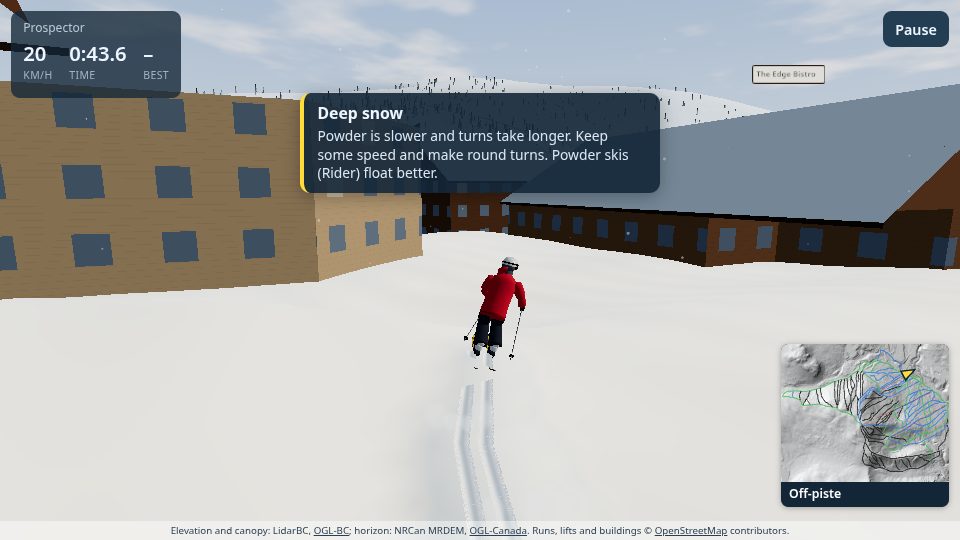 Prospector
20 0:43.6 –
KM/H TIME BEST
Pause
The Edge Bistro
Deep snow
Powder is slower and turns take longer. Keep
some speed and make round turns. Powder skis
(Rider) float better.
Off-piste
Elevation and canopy: LidarBC, OGL-BC; horizon: NRCan MRDEM, OGL-Canada. Runs, lifts and buildings © OpenStreetMap contributors.